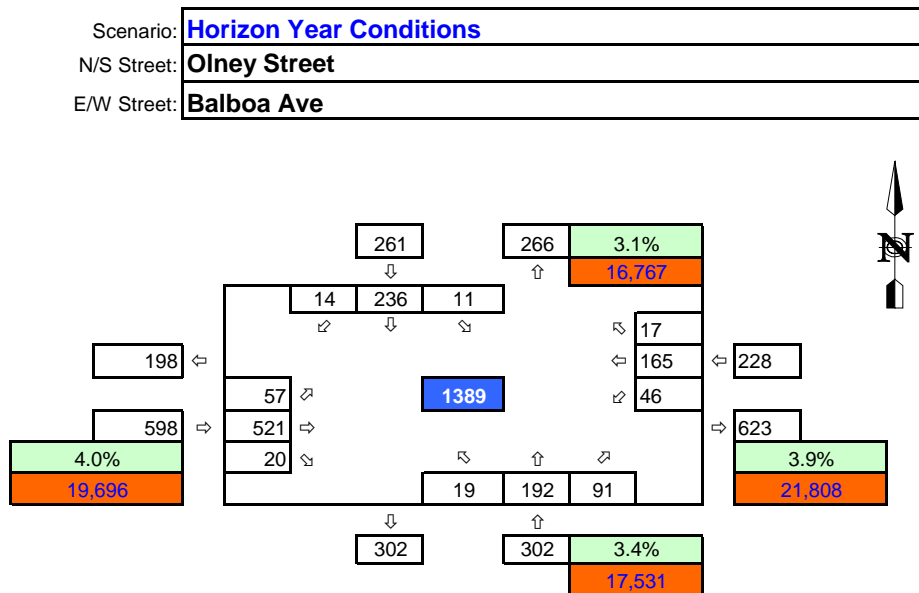 Scenario: Horizon Year Conditions
N/S Street: Olney Street
E/W Street: Balboa Ave
N
261 266 3.1%
⇩ ⇧ 16,767
14 236 11
⬃ ⇩ ⬂ ⬁ 17
198 ⇦ ⇦ 165 ⇦ 228
57 ⬀ 1389 ⬃ 46
598 ⇨ 521 ⇨ ⇨ 623
4.0% 20 ⬂ ⬁ ⇧ ⬀ 3.9%
19,696 19 192 91 21,808
⇩ ⇧
302 302 3.4%
17,531